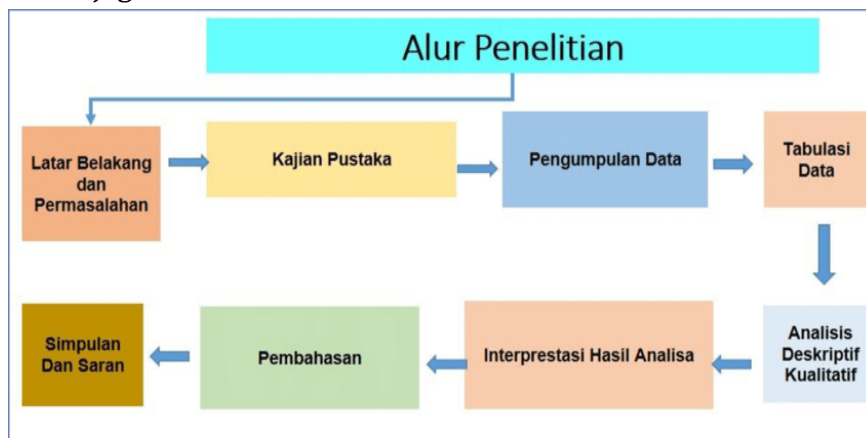 Alur Penelitian
Latar Belakang
dan
Permasalahan
Kajian Pustaka
Pengumpulan Data
Tabulasi
Data
Analisis
Deskriptif
Kualitatif
Interprestasi Hasil Analisa
Pembahasan
Simpulan
Dan Saran